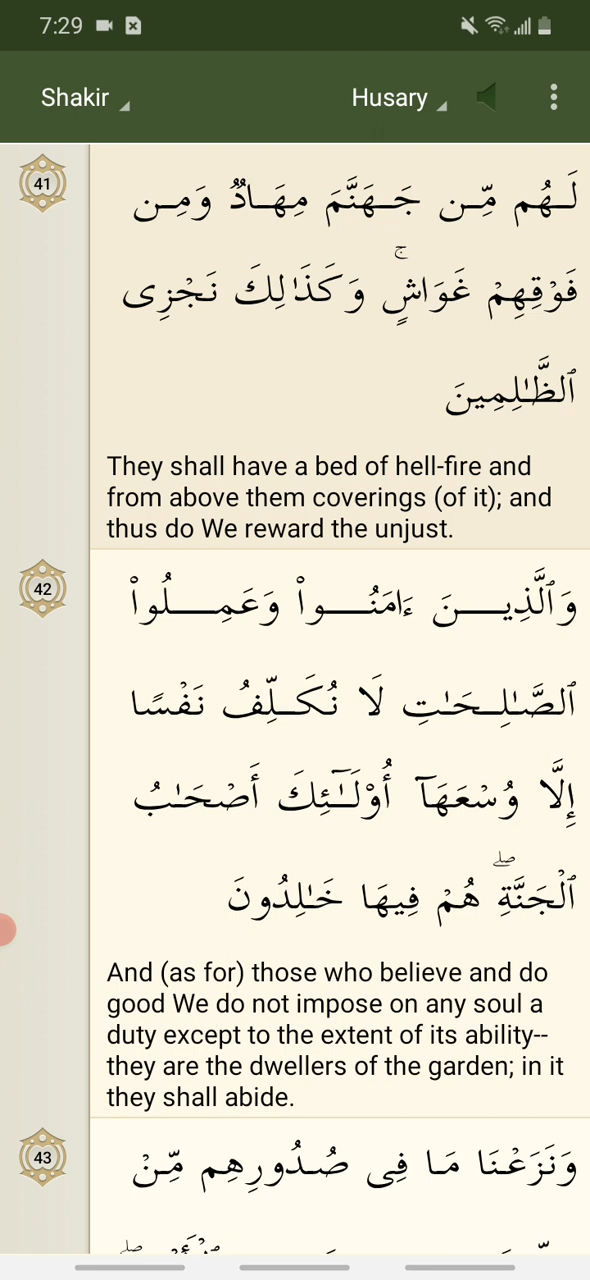 7:29
Shakir
Husary
41
لَهُم مِّن جَهَنَّمَ مِهَادٌ وَمِن
فَوْقِهِمْ غَوَاشٍ ۚ وَكَذَٰلِكَ نَجْزِى
ٱلظَّـٰلِمِينَ
They shall have a bed of hell-fire and
from above them coverings (of it); and
thus do We reward the unjust.
42
وَٱلَّذِينَ ءَامَنُوا۟ وَعَمِلُوا۟
ٱلصَّـٰلِحَـٰتِ لَا نُكَلِّفُ نَفْسًا
إِلَّا وُسْعَهَآ أُو۟لَـٰٓئِكَ أَصْحَـٰبُ
ٱلْجَنَّةِ ۖ هُمْ فِيهَا خَـٰلِدُونَ
And (as for) those who believe and do
good We do not impose on any soul a
duty except to the extent of its ability--
they are the dwellers of the garden; in it
they shall abide.
43
وَنَزَعْنَا مَا فِى صُدُورِهِم مِّنْ